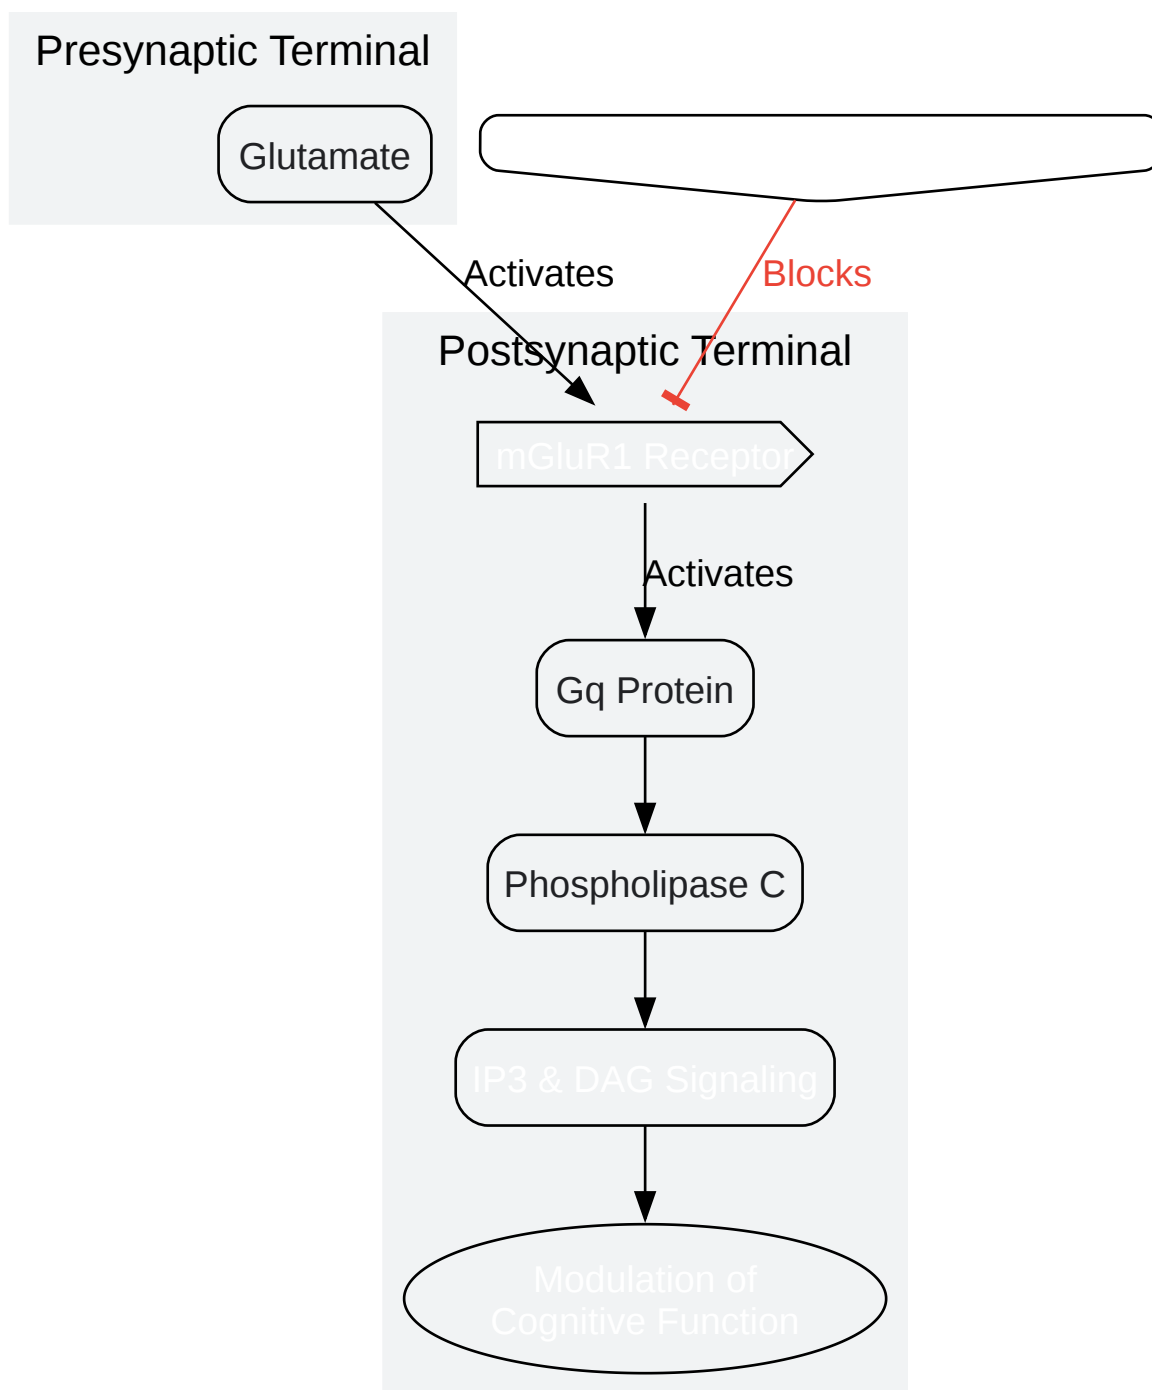 Presynaptic Terminal
Glutamate
Activates
Blocks
Postsynaptic Terminal
mGluR1 Receptor
Activates
Gq Protein
Phospholipase C
IP3 & DAG Signaling
Modulation of
Cognitive Function